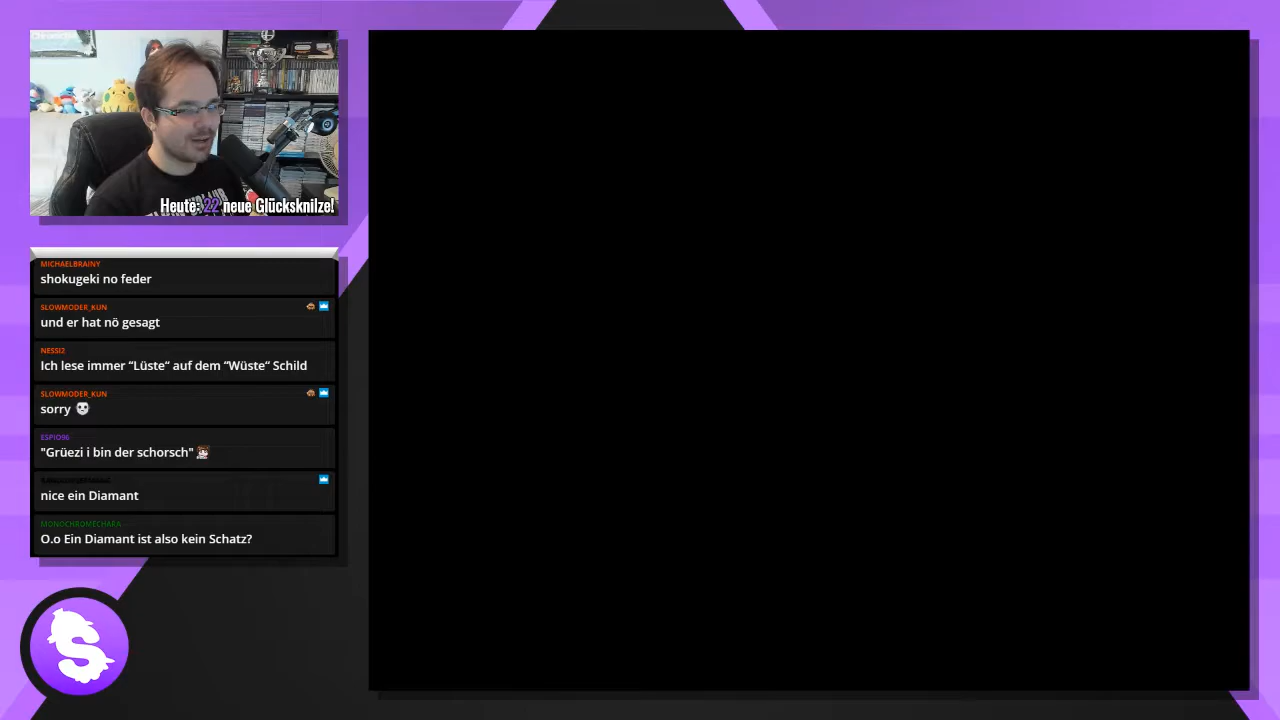 Heute: 22 neue Glücksknilze!
MICHAELBRAINY
shokugeki no feder
SLOWMODER_KUN
und er hat nö gesagt
NESSI2
Ich lese immer “Lüste“ auf dem “Wüste“ Schild
SLOWMODER_KUN
sorry
ESPIO96
"Grüezi i bin der schorsch"
nice ein Diamant
MONOCHROMECHARA
O.o Ein Diamant ist also kein Schatz?
S